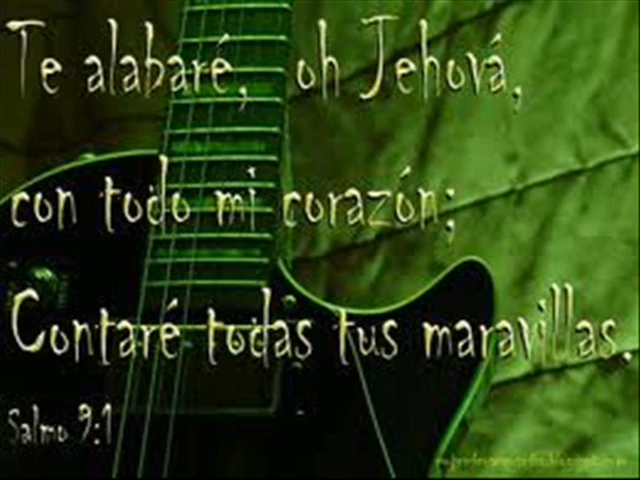 Te alabaré, oh Jehová,
con todo mi corazón;
Contaré todas tus maravillas.
Salmo 9:1